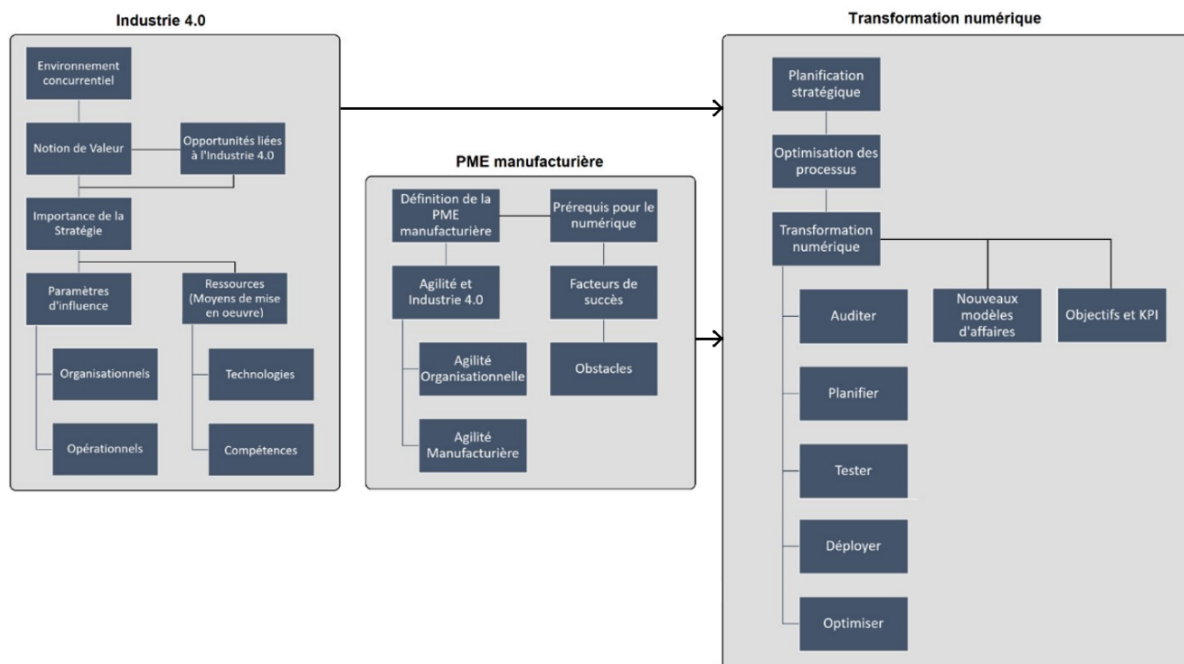 Industrie 4.0
Environnement
concurrentiel
Notion de Valeur
Opportunités liées
à l'Industrie 4.0
Importance de la
Stratégie
Paramètres
d'influence
Ressources
(Moyens de mise
en oeuvre)
Organisationnels
Technologies
Opérationnels
Compétences
PME manufacturière
Définition de la
PME
manufacturière
Prérequis pour le
numérique
Agilité et
Industrie 4.0
Facteurs de
succès
Agilité
Organisationnelle
Obstacles
Agilité
Manufacturière
Transformation numérique
Planification
stratégique
Optimisation des
processus
Transformation
numérique
Auditer
Nouveaux
modèles
d'affaires
Objectifs et KPI
Planifier
Tester
Déployer
Optimiser